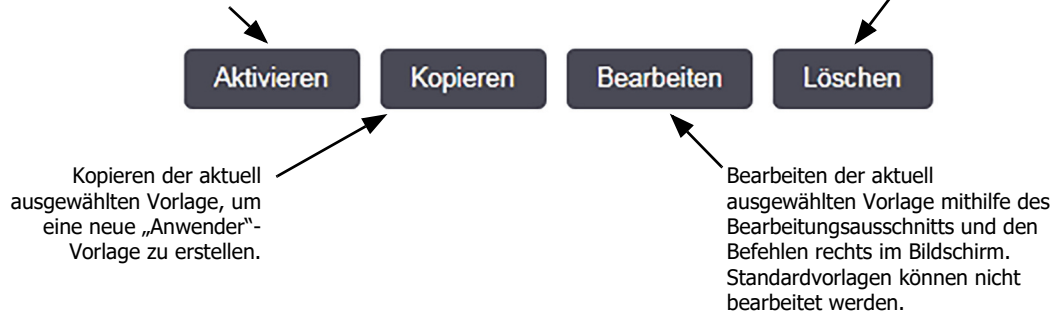 Aktivieren Kopieren Bearbeiten Löschen
Kopieren der aktuell
ausgewählten Vorlage, um
eine neue „Anwender“-
Vorlage zu erstellen.
Bearbeiten der aktuell
ausgewählten Vorlage mithilfe des
Bearbeitungsausschnitts und den
Befehlen rechts im Bildschirm.
Standardvorlagen können nicht
bearbeitet werden.